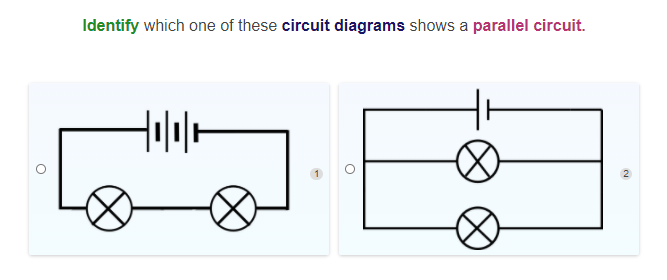 Identify which one of these circuit diagrams shows a parallel circuit.
1
2